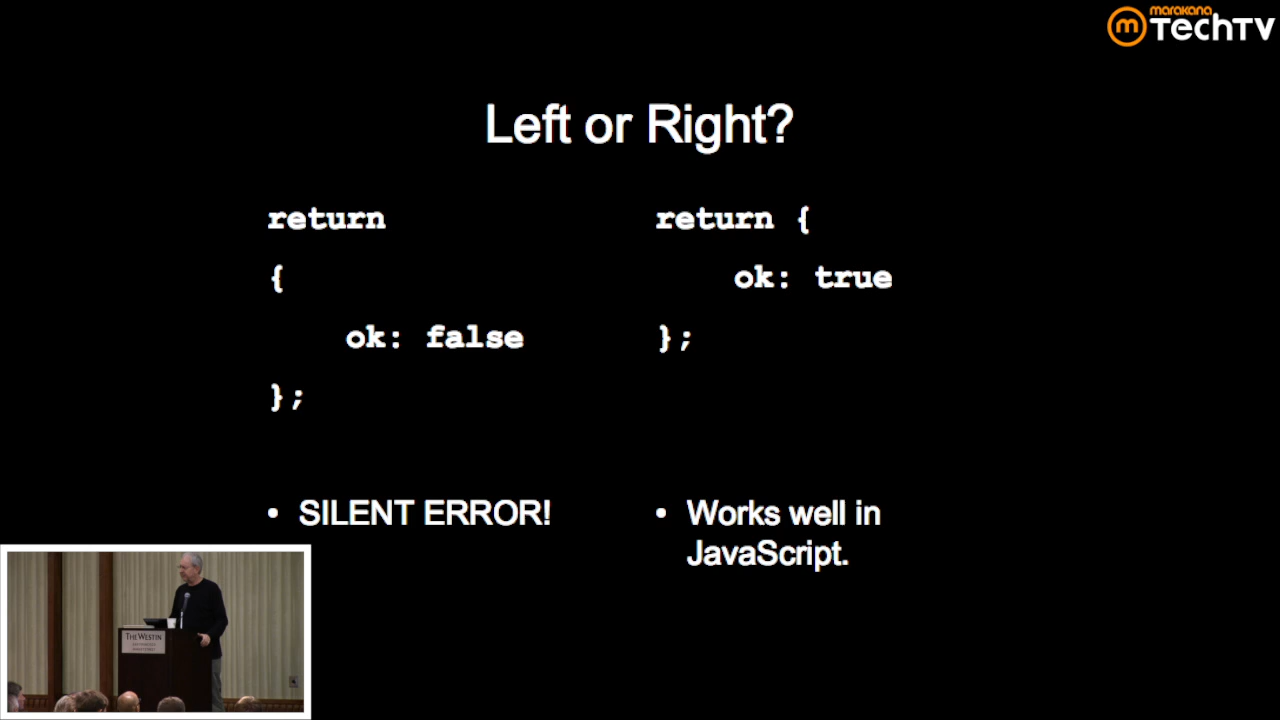 marakana
m TechTV
Left or Right?
return
{
ok: false
};
return {
ok: true
};
• SILENT ERROR!
• Works well in
JavaScript.
THE WESTIN